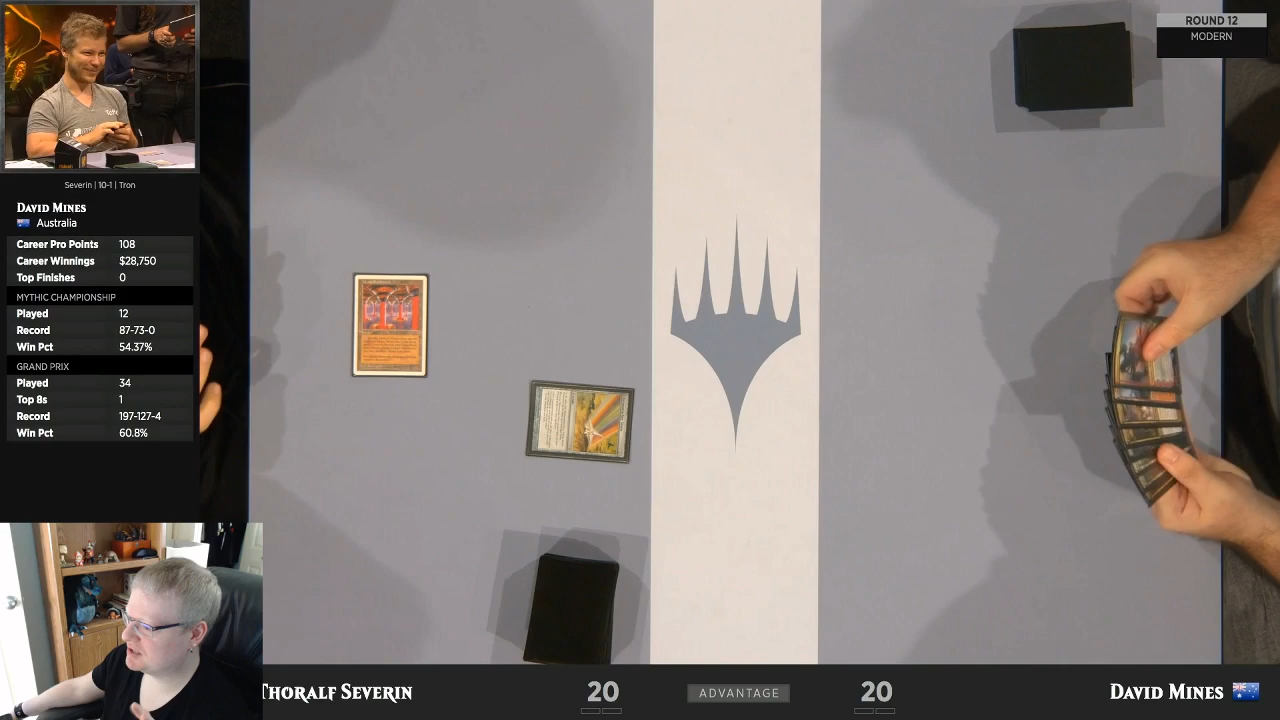 ROUND 12
MODERN
Severin | 10-1 | Tron
DAVID MINES
Australia
Career Pro Points 108
Career Winnings $28,750
Top Finishes 0
MYTHIC CHAMPIONSHIP
Played 12
Record 87-73-0
Win Pct 54.37%
GRAND PRIX
Played 34
Top 8s 1
Record 197-127-4
Win Pct 60.8%
THORALF SEVERIN
20
ADVANTAGE
20
DAVID MINES